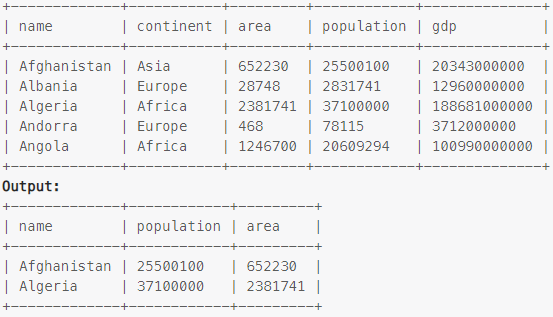 +-------------+-----------+---------+------------+--------------+
| name        | continent | area    | population | gdp          |
+-------------+-----------+---------+------------+--------------+
| Afghanistan | Asia      | 652230  | 25500100   | 20343000000  |
| Albania     | Europe    | 28748   | 2831741    | 12960000000  |
| Algeria     | Africa    | 2381741 | 37100000   | 188681000000 |
| Andorra     | Europe    | 468     | 78115      | 3712000000   |
| Angola      | Africa    | 1246700 | 20609294   | 100990000000 |
+-------------+-----------+---------+------------+--------------+
Output:
+-------------+------------+---------+
| name        | population | area    |
+-------------+------------+---------+
| Afghanistan | 25500100   | 652230  |
| Algeria     | 37100000   | 2381741 |
+-------------+------------+---------+